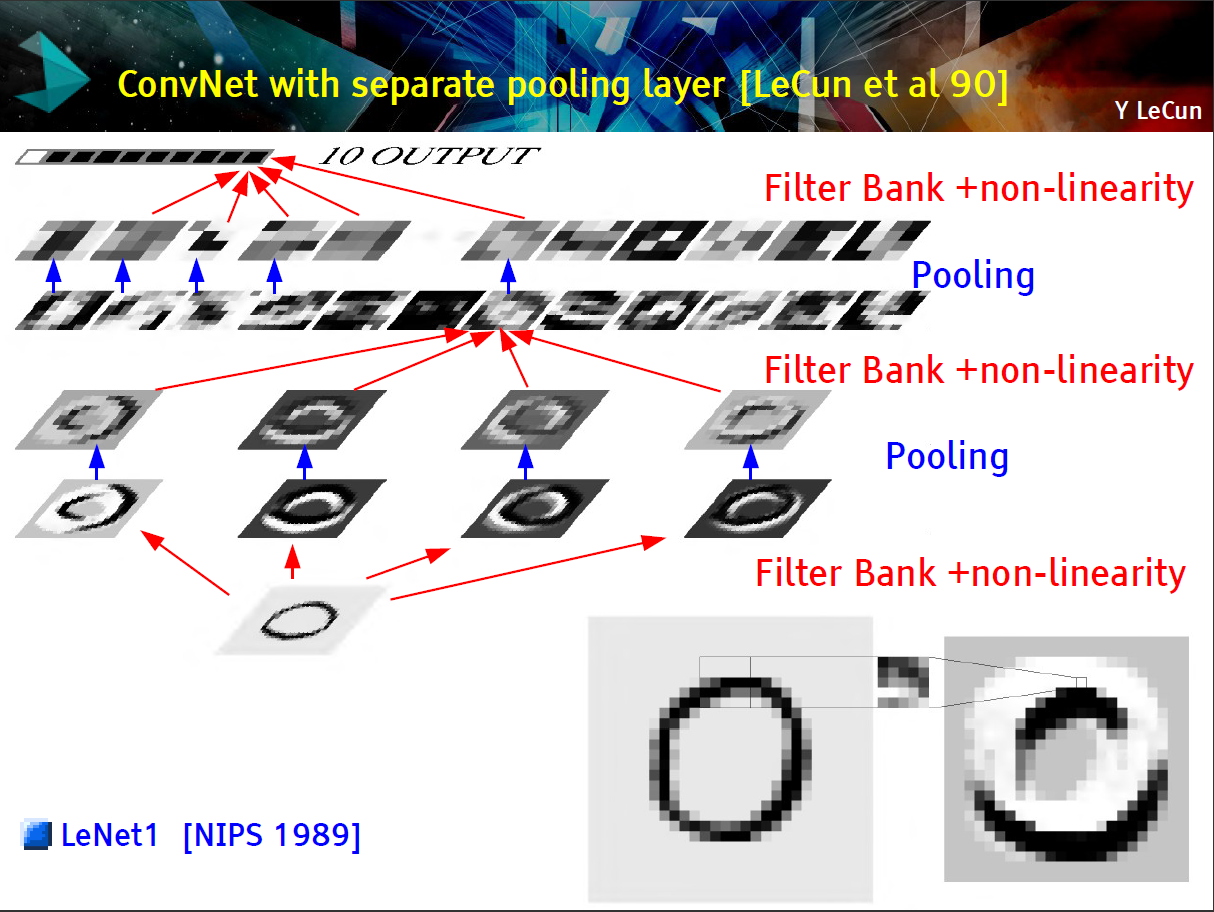 ConvNet with separate pooling layer [LeCun et al 90]
Y LeCun
10 OUTPUT
Filter Bank +non-linearity
Pooling
Filter Bank +non-linearity
Pooling
Filter Bank +non-linearity
LeNet1 [NIPS 1989]